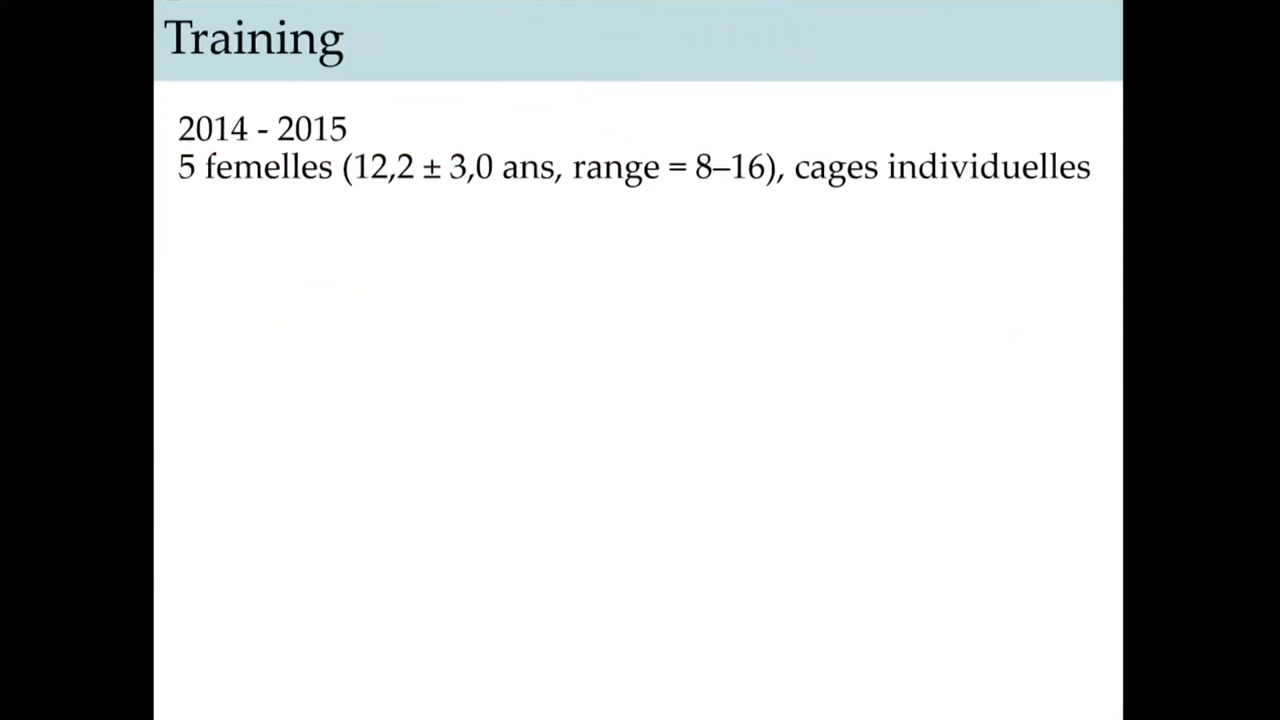 Training
2014 - 2015
5 femelles (12,2 ± 3,0 ans, range = 8–16), cages individuelles